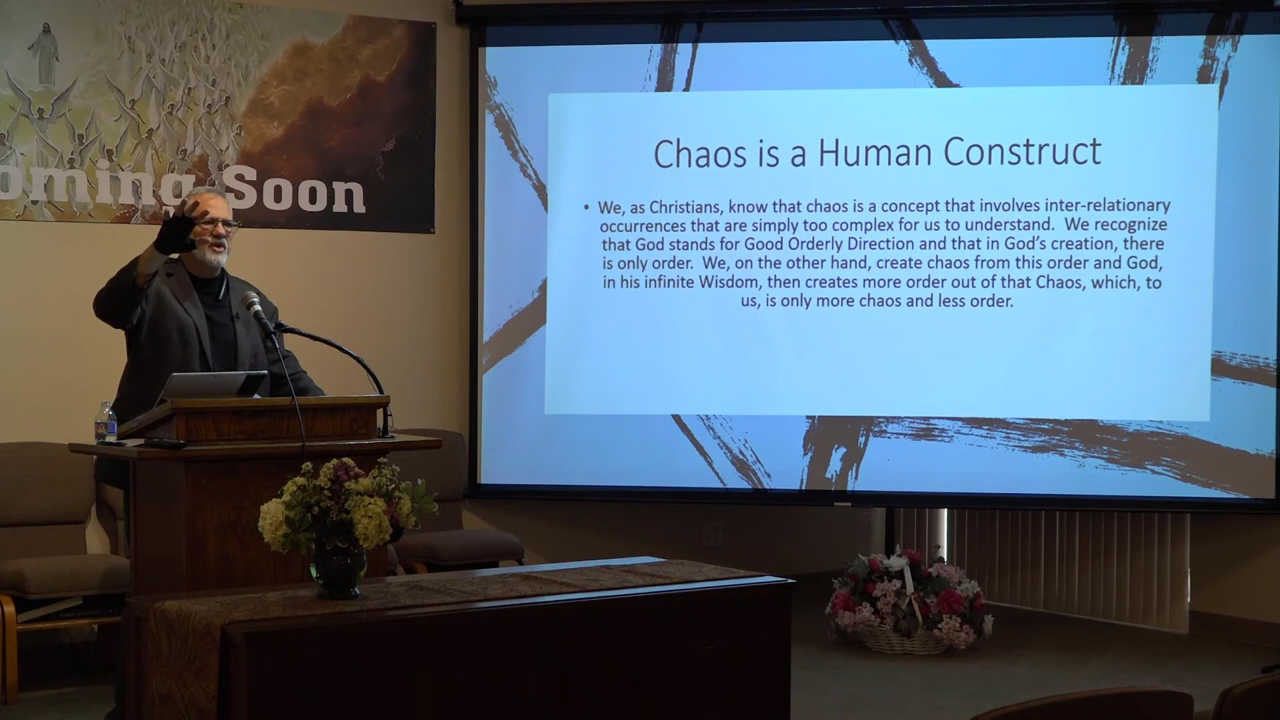 oming Soon
Chaos is a Human Construct
• We, as Christians, know that chaos is a concept that involves inter-relationary
occurrences that are simply too complex for us to understand. We recognize
that God stands for Good Orderly Direction and that in God's creation, there
is only order. We, on the other hand, create chaos from this order and God,
in his infinite Wisdom, then creates more order out of that Chaos, which, to
us, is only more chaos and less order.